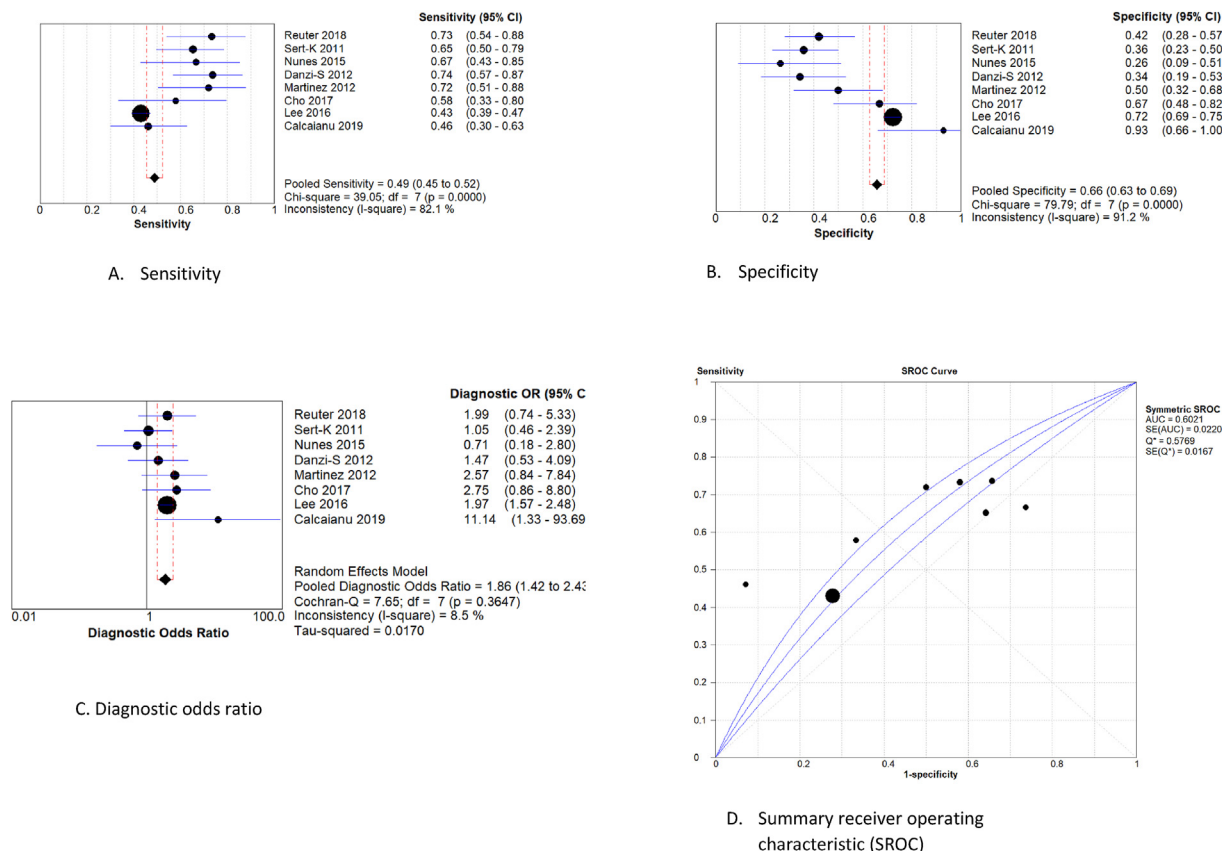 Sensitivity (95% CI)
Reuter 2018 0.73 (0.54 - 0.88
Sert-K 2011 0.65 (0.50 - 0.79
Nunes 2015 0.67 (0.43 - 0.85
Danzi-S 2012 0.74 (0.57 - 0.87
Martinez 2012 0.72 (0.51 - 0.88
Cho 2017 0.58 (0.33 - 0.80
Lee 2016 0.43 (0.39 - 0.47
Calcaianu 2019 0.46 (0.30 - 0.63
Pooled Sensitivity = 0.49 (0.45 to 0.52)
Chi-square = 39.05; df = 7 (p = 0.0000)
Inconsistency (I-square) = 82.1 %
0 0.2 0.4 0.6 0.8 1
Sensitivity
A. Sensitivity
Specificity (95% CI)
Reuter 2018 0.42 (0.28 - 0.57
Sert-K 2011 0.36 (0.23 - 0.50
Nunes 2015 0.26 (0.09 - 0.51
Danzi-S 2012 0.34 (0.19 - 0.53
Martinez 2012 0.50 (0.32 - 0.68
Cho 2017 0.67 (0.48 - 0.82
Lee 2016 0.72 (0.69 - 0.75
Calcaianu 2019 0.93 (0.66 - 1.00
Pooled Specificity = 0.66 (0.63 to 0.69)
Chi-square = 79.79; df = 7 (p = 0.0000)
Inconsistency (I-square) = 91.2 %
0 0.2 0.4 0.6 0.8 1
Specificity
B. Specificity
Diagnostic OR (95% C
Reuter 2018 1.99 (0.74 - 5.33)
Sert-K 2011 1.05 (0.46 - 2.39)
Nunes 2015 0.71 (0.18 - 2.80)
Danzi-S 2012 1.47 (0.53 - 4.09)
Martinez 2012 2.57 (0.84 - 7.84)
Cho 2017 2.75 (0.86 - 8.80)
Lee 2016 1.97 (1.57 - 2.48)
Calcaianu 2019 11.14 (1.33 - 93.69
Random Effects Model
Pooled Diagnostic Odds Ratio = 1.86 (1.42 to 2.43
Cochran-Q = 7.65; df = 7 (p = 0.3647)
Inconsistency (I-square) = 8.5 %
Tau-squared = 0.0170
0.01 1 100.0
Diagnostic Odds Ratio
C. Diagnostic odds ratio
Sensitivity SROC Curve
1
0.9
0.8
0.7
0.6
0.5
0.4
0.3
0.2
0.1
0
0 0.2 0.4 0.6 0.8 1
1-specificity
Symmetric SROC
AUC = 0.6021
SE(AUC) = 0.0220
Q* = 0.5769
SE(Q*) = 0.0167
D. Summary receiver operating
characteristic (SROC)